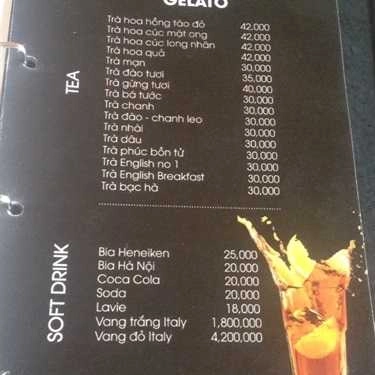 GELATO
TEA
Trà hoa hồng táo đỏ 42,000
Trà hoa cúc mật ong 42,000
Trà hoa cúc long nhãn 42,000
Trà hoa quả 42,000
Trà mạn 30,000
Trà đào tươi 35,000
Trà gừng tươi 40,000
Trà bá tước 30,000
Trà chanh 30,000
Trà đào - chanh leo 30,000
Trà nhài 30,000
Trà dâu 30,000
Trà phúc bồn tử 30,000
Trà English no 1 30,000
Trà English Breakfast 30,000
Trà bạc hà 30,000
SOFT DRINK
Bia Heneiken 25,000
Bia Hà Nội 20,000
Coca Cola 20,000
Soda 20,000
Lavie 18,000
Vang trắng Italy 1,800,000
Vang đỏ Italy 4,200,000